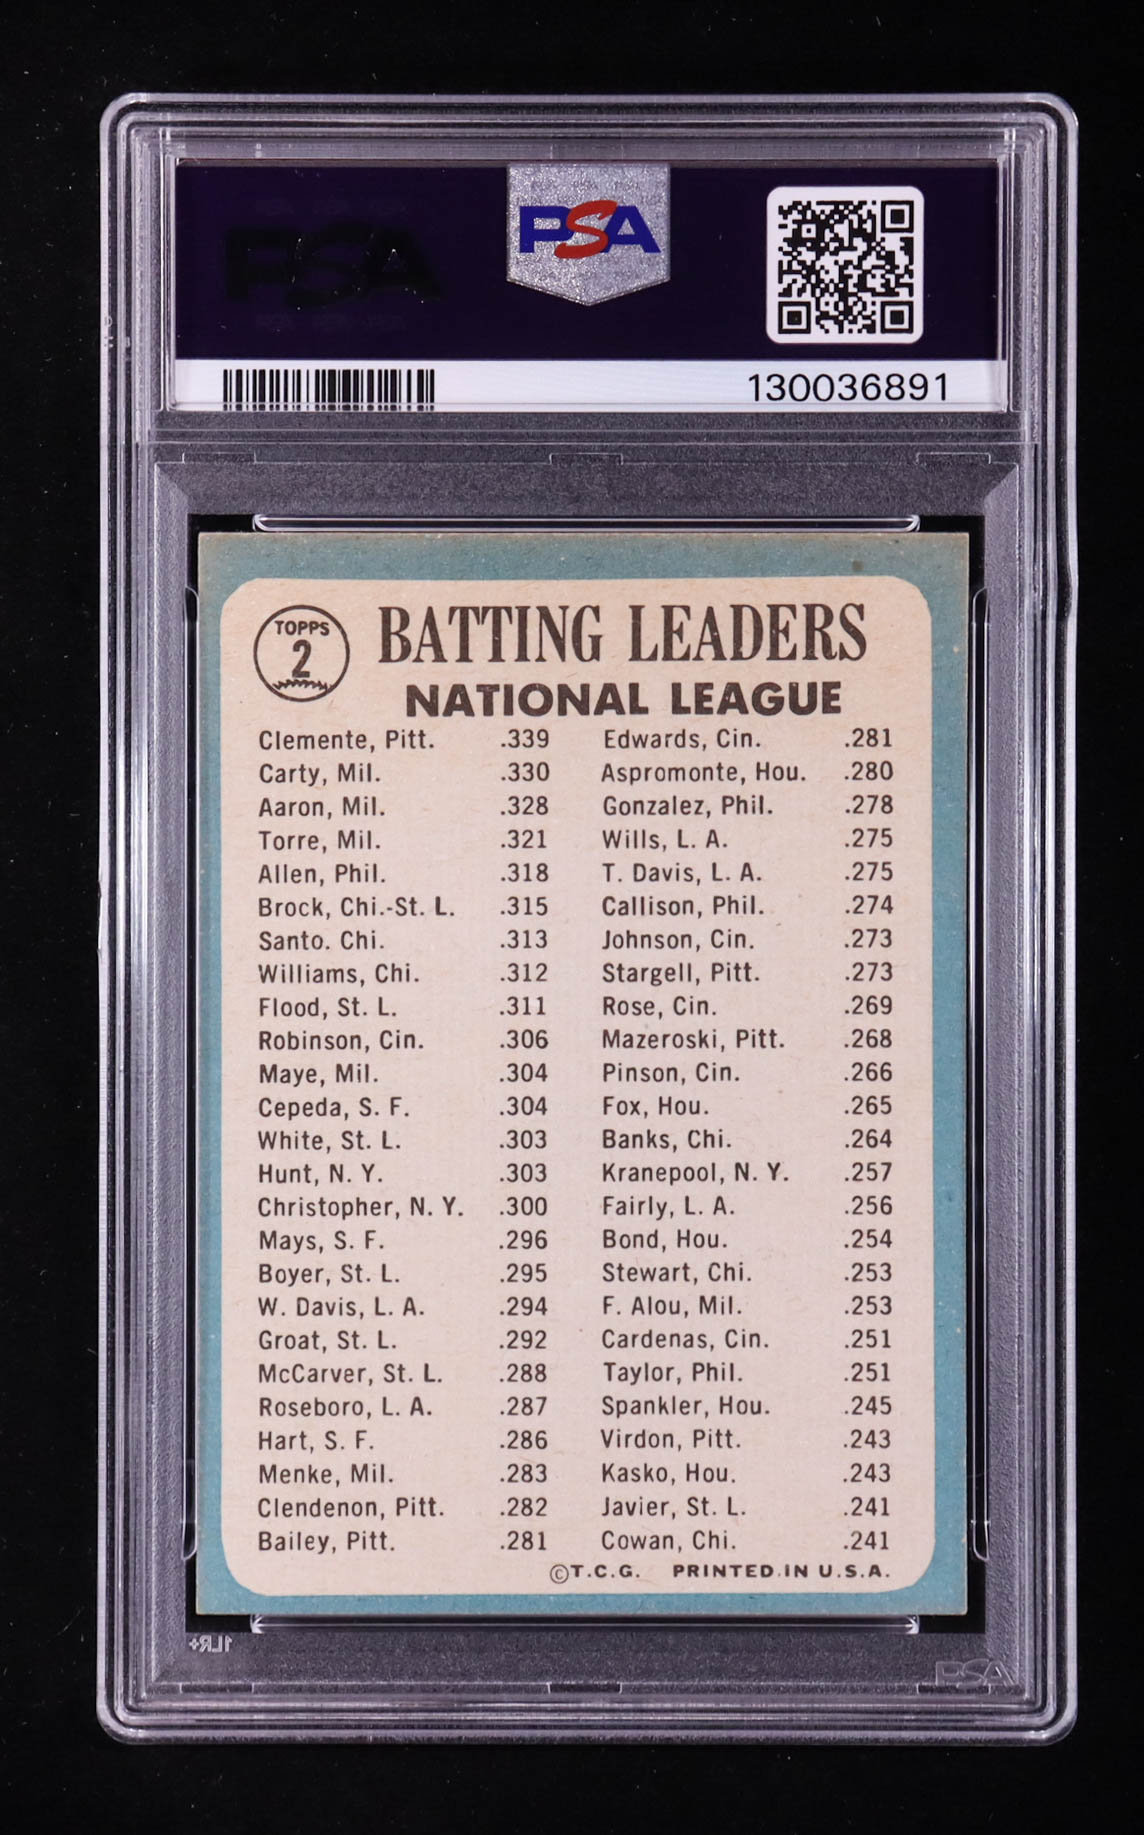 PSA
PSA
130036891
TOPPS
2
BATTING LEADERS
NATIONAL LEAGUE
Clemente, Pitt. .339 Edwards, Cin. .281
Carty, Mil. .330 Aspromonte, Hou. .280
Aaron, Mil. .328 Gonzalez, Phil. .278
Torre, Mil. .321 Wills, L. A. .275
Allen, Phil. .318 T. Davis, L. A. .275
Brock, Chi.-St. L. .315 Callison, Phil. .274
Santo. Chi. .313 Johnson, Cin. .273
Williams, Chi. .312 Stargell, Pitt. .273
Flood, St. L. .311 Rose, Cin. .269
Robinson, Cin. .306 Mazeroski, Pitt. .268
Maye, Mil. .304 Pinson, Cin. .266
Cepeda, S. F. .304 Fox, Hou. .265
White, St. L. .303 Banks, Chi. .264
Hunt, N. Y. .303 Kranepool, N. Y. .257
Christopher, N. Y. .300 Fairly, L. A. .256
Mays, S. F. .296 Bond, Hou. .254
Boyer, St. L. .295 Stewart, Chi. .253
W. Davis, L. A. .294 F. Alou, Mil. .253
Groat, St. L. .292 Cardenas, Cin. .251
McCarver, St. L. .288 Taylor, Phil. .251
Roseboro, L. A. .287 Spankler, Hou. .245
Hart, S. F. .286 Virdon, Pitt. .243
Menke, Mil. .283 Kasko, Hou. .243
Clendenon, Pitt. .282 Javier, St. L. .241
Bailey, Pitt. .281 Cowan, Chi. .241
©T.C.G. PRINTED IN U.S.A.
1LR+
PSA